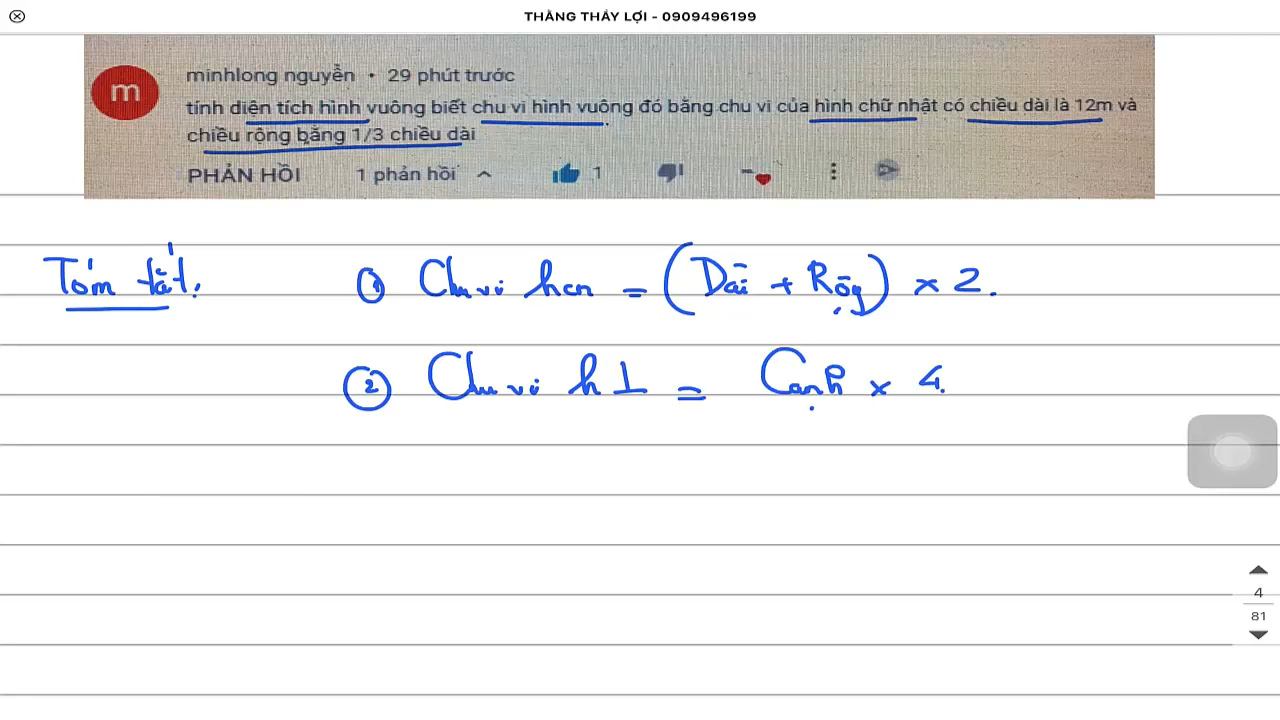 THẦNG THẦY LỢI - 0909496199
minhlong nguyễn • 29 phút trước
tính diện tích hình vuông biết chu vi hình vuông đó bằng chu vi của hình chữ nhật có chiều dài là 12m và
chiều rộng bằng 1/3 chiều dài
PHẢN HỒI 1 phản hồi 1
Tóm tắt: ① Chu vi hcn = (Dài + Rộng) × 2.
② Chu vi h⊥ = Cạnh × 4.
4
81